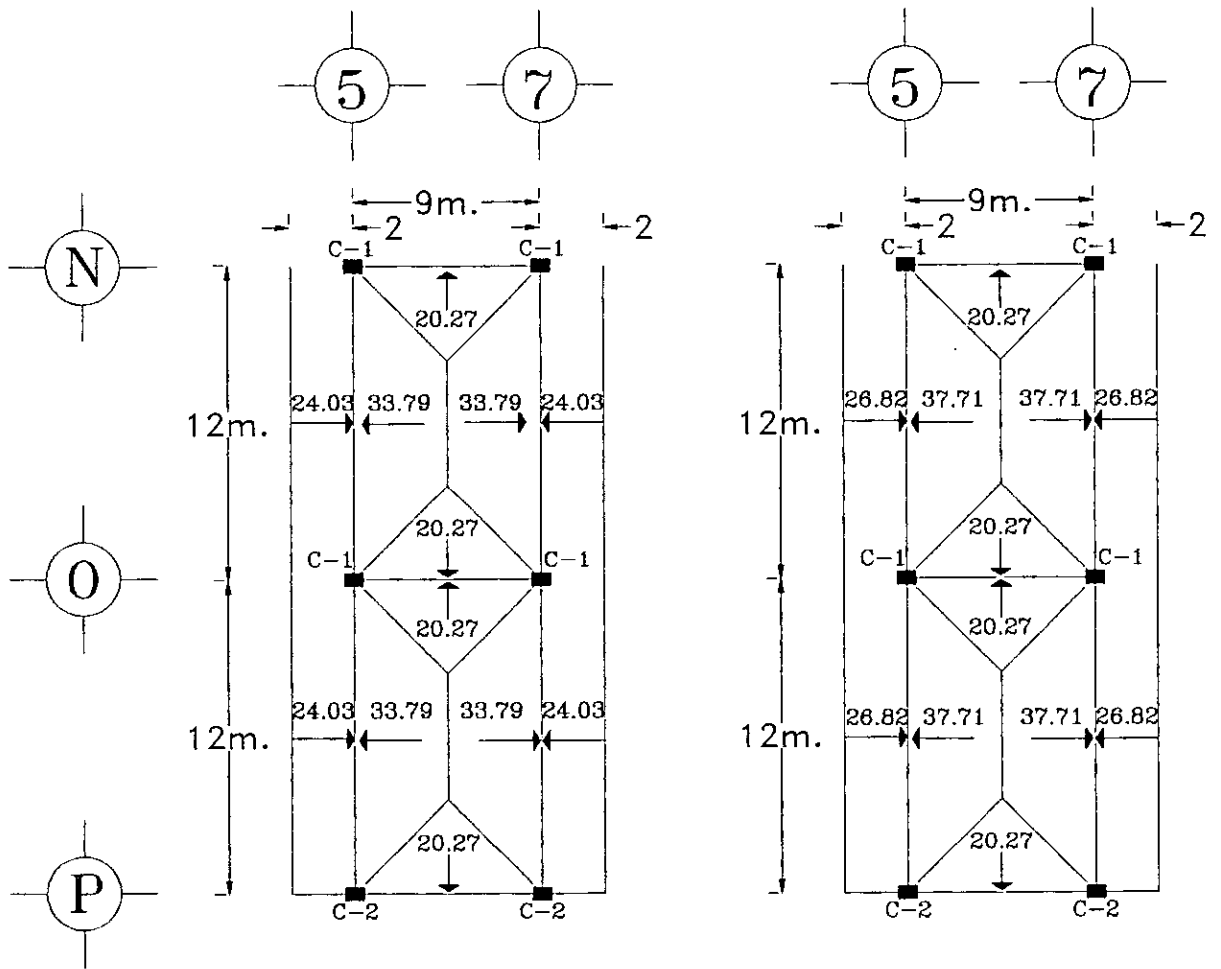 5 7 5 7
9m. 9m.
2 2 2 2
N C-1 C-1 C-1 C-1
20.27 20.27
24.03 33.79 33.79 24.03 26.82 37.71 37.71 26.82
12m. 12m.
20.27 20.27
O C-1 C-1 C-1 C-1
20.27 20.27
24.03 33.79 33.79 24.03 26.82 37.71 37.71 26.82
12m. 12m.
20.27 20.27
P
C-2 C-2 C-2 C-2